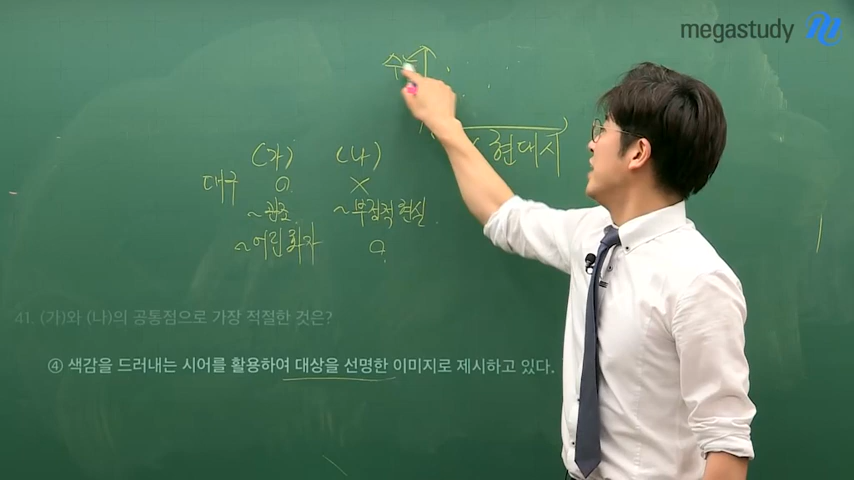 megastudy
현대시
(가) (나)
대구 O X
~강조 ~부정적 현실
~어린 화자 O
41. (가)와 (나)의 공통점으로 가장 적절한 것은?
④ 색감을 드러내는 시어를 활용하여 대상을 선명한 이미지로 제시하고 있다.